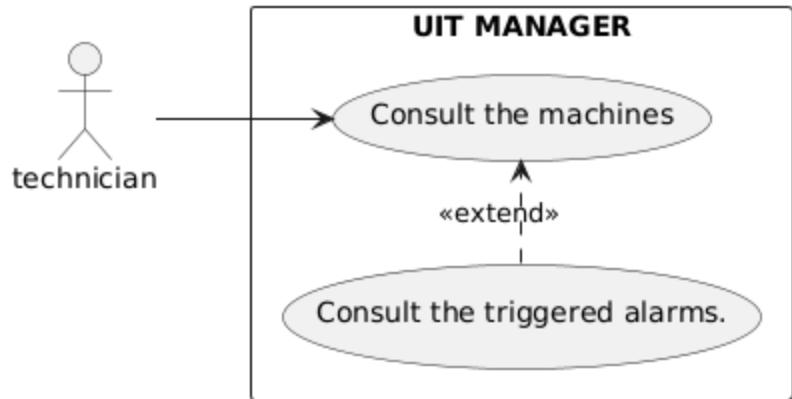 UIT MANAGER
Consult the machines
technician
«extend»
Consult the triggered alarms.